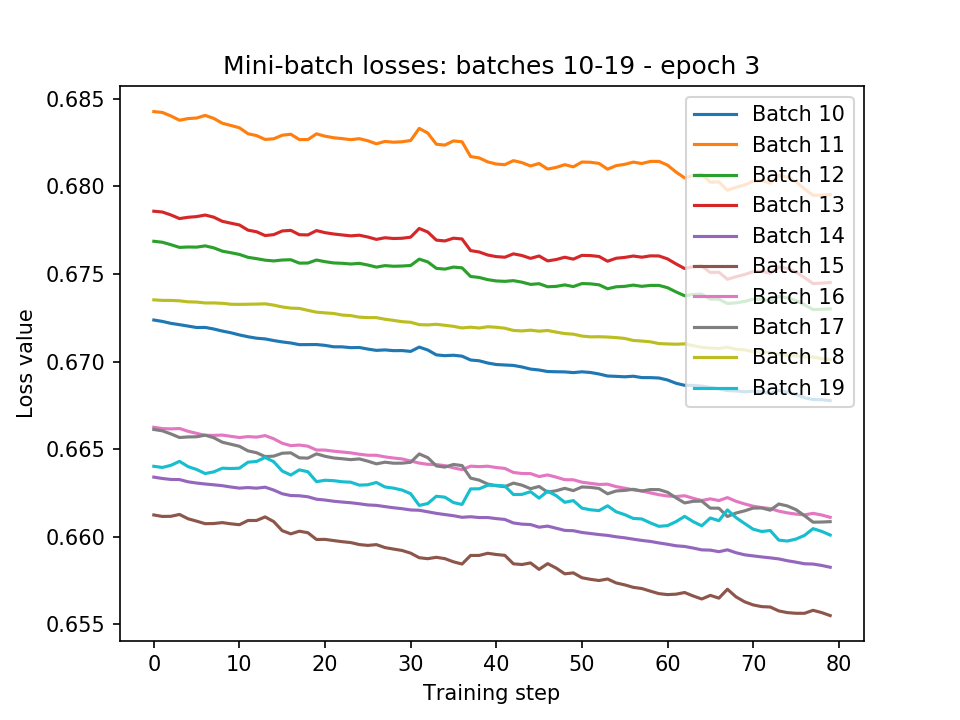 Mini-batch losses: batches 10-19 - epoch 3
0.685
0.680
0.675
0.670
0.665
0.660
0.655
Loss value
Batch 10
Batch 11
Batch 12
Batch 13
Batch 14
Batch 15
Batch 16
Batch 17
Batch 18
Batch 19
0 10 20 30 40 50 60 70 80
Training step